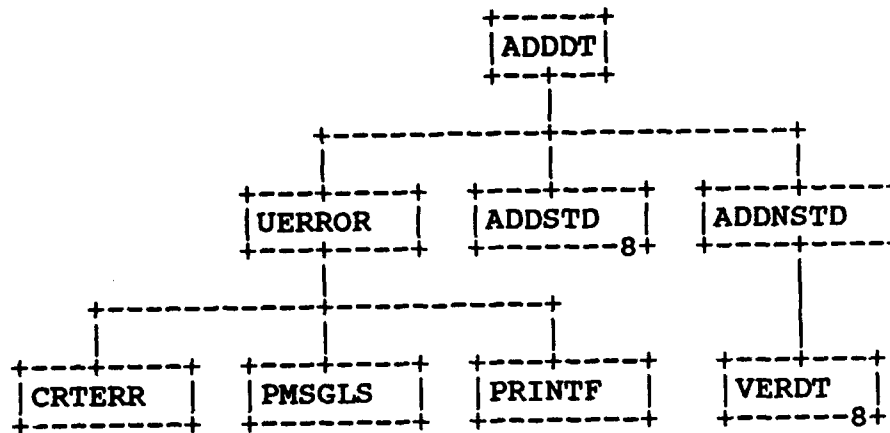 ADDDT
UERROR ADDSTD ADDNSTD
8
CRTERR PMSGLS PRINTF VERDT
8